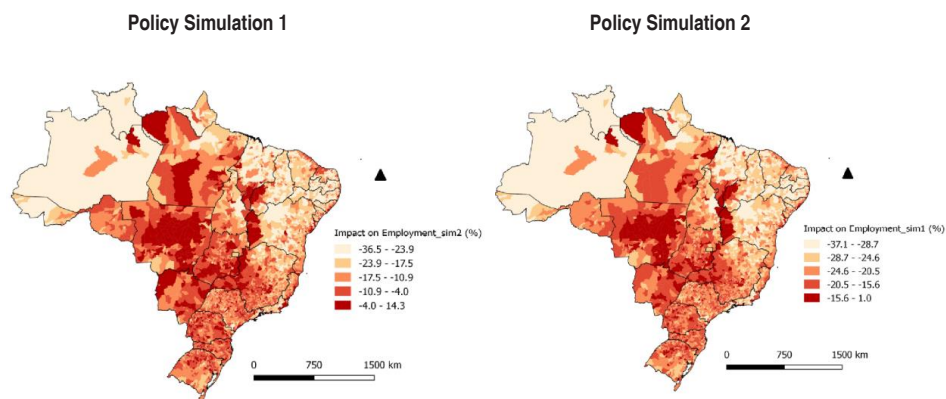 Policy Simulation 1
Policy Simulation 2
Impact on Employment_sim2 (%)
-36.5 - -23.9
-23.9 - -17.5
-17.5 - -10.9
-10.9 - -4.0
-4.0 - 14.3
0 750 1500 km
Impact on Employment_sim1 (%)
-37.1 - -28.7
-28.7 - -24.6
-24.6 - -20.5
-20.5 - -15.6
-15.6 - 1.0
0 750 1500 km